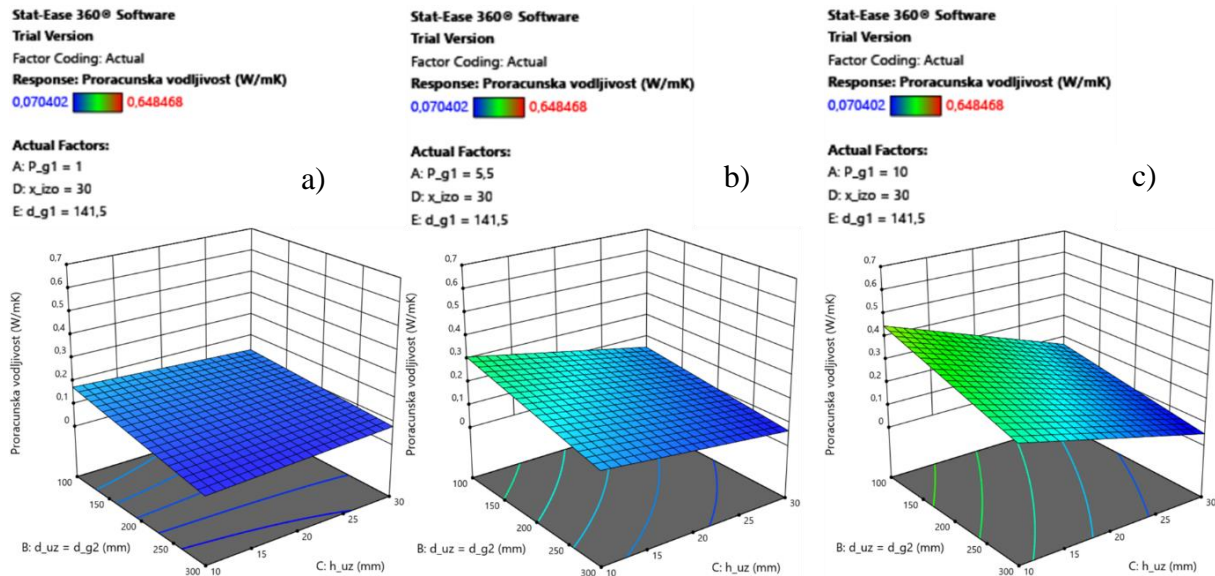 Stat-Ease 360® Software
Trial Version
Factor Coding: Actual
Response: Proracunska vodljivost (W/mK)
0,070402 0,648468
Actual Factors:
A: P_g1 = 1
D: x_izo = 30
E: d_g1 = 141,5
a)
0,7
0,6
0,5
0,4
0,3
0,2
0,1
0
Proracunska vodljivost (W/mK)
100
150
200
250
300
B: d_uz = d_g2 (mm)
10
15
20
25
30
C: h_uz (mm)
Stat-Ease 360® Software
Trial Version
Factor Coding: Actual
Response: Proracunska vodljivost (W/mK)
0,070402 0,648468
Actual Factors:
A: P_g1 = 5,5
D: x_izo = 30
E: d_g1 = 141,5
b)
0,7
0,6
0,5
0,4
0,3
0,2
0,1
0
Proracunska vodljivost (W/mK)
100
150
200
250
300
B: d_uz = d_g2 (mm)
10
15
20
25
30
C: h_uz (mm)
Stat-Ease 360® Software
Trial Version
Factor Coding: Actual
Response: Proracunska vodljivost (W/mK)
0,070402 0,648468
Actual Factors:
A: P_g1 = 10
D: x_izo = 30
E: d_g1 = 141,5
c)
0,7
0,6
0,5
0,4
0,3
0,2
0,1
0
Proracunska vodljivost (W/mK)
100
150
200
250
300
B: d_uz = d_g2 (mm)
10
15
20
25
30
C: h_uz (mm)